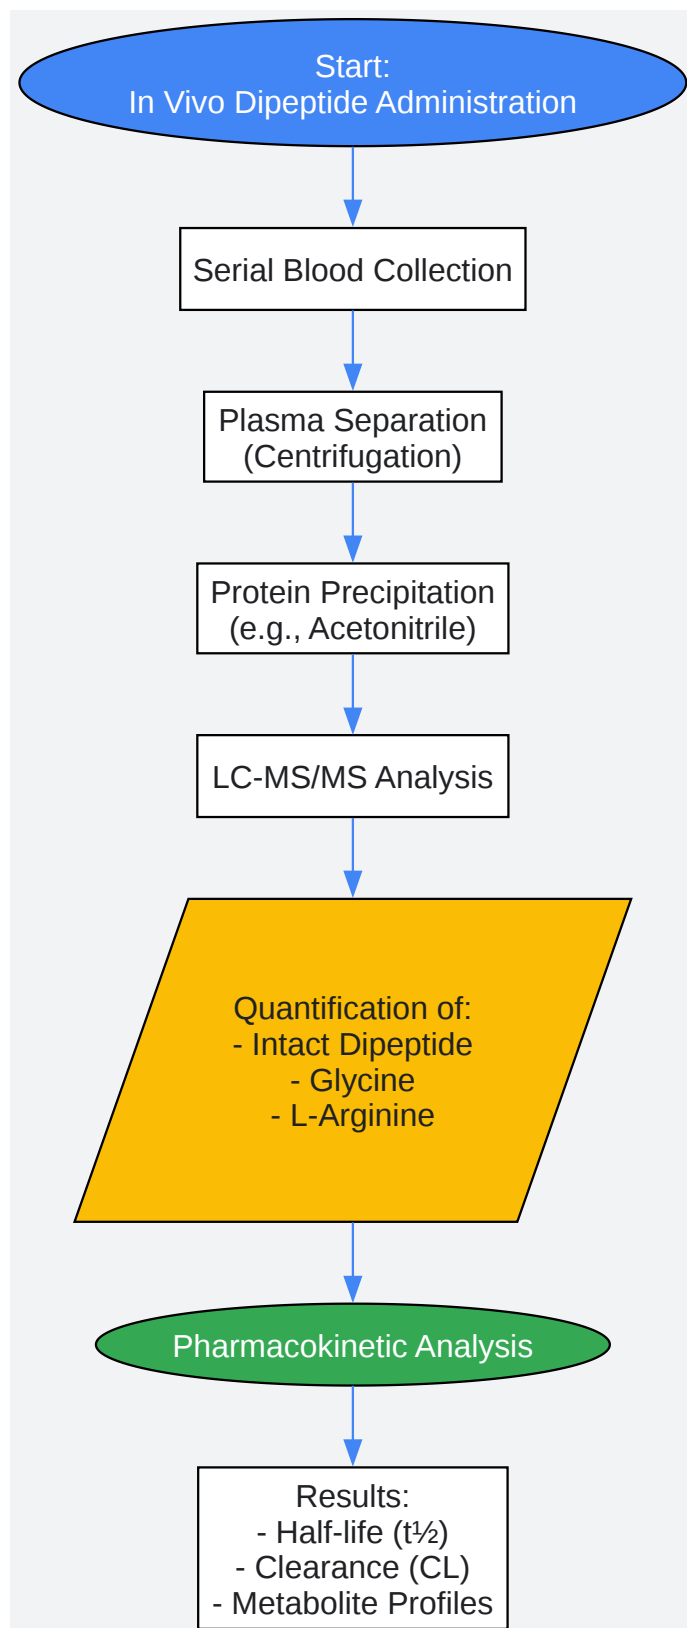 Start:
In Vivo Dipeptide Administration
Serial Blood Collection
Plasma Separation
(Centrifugation)
Protein Precipitation
(e.g., Acetonitrile)
LC-MS/MS Analysis
Quantification of:
- Intact Dipeptide
- Glycine
- L-Arginine
Pharmacokinetic Analysis
Results:
- Half-life (t½)
- Clearance (CL)
- Metabolite Profiles